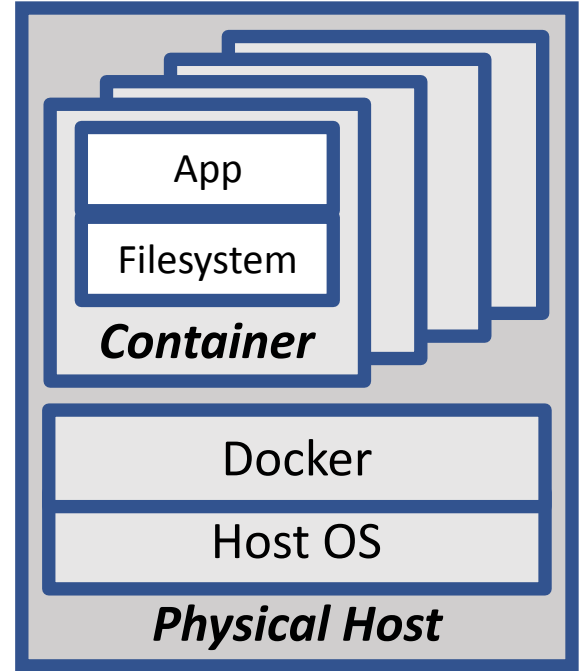 App
Filesystem
Container
Docker
Host OS
Physical Host